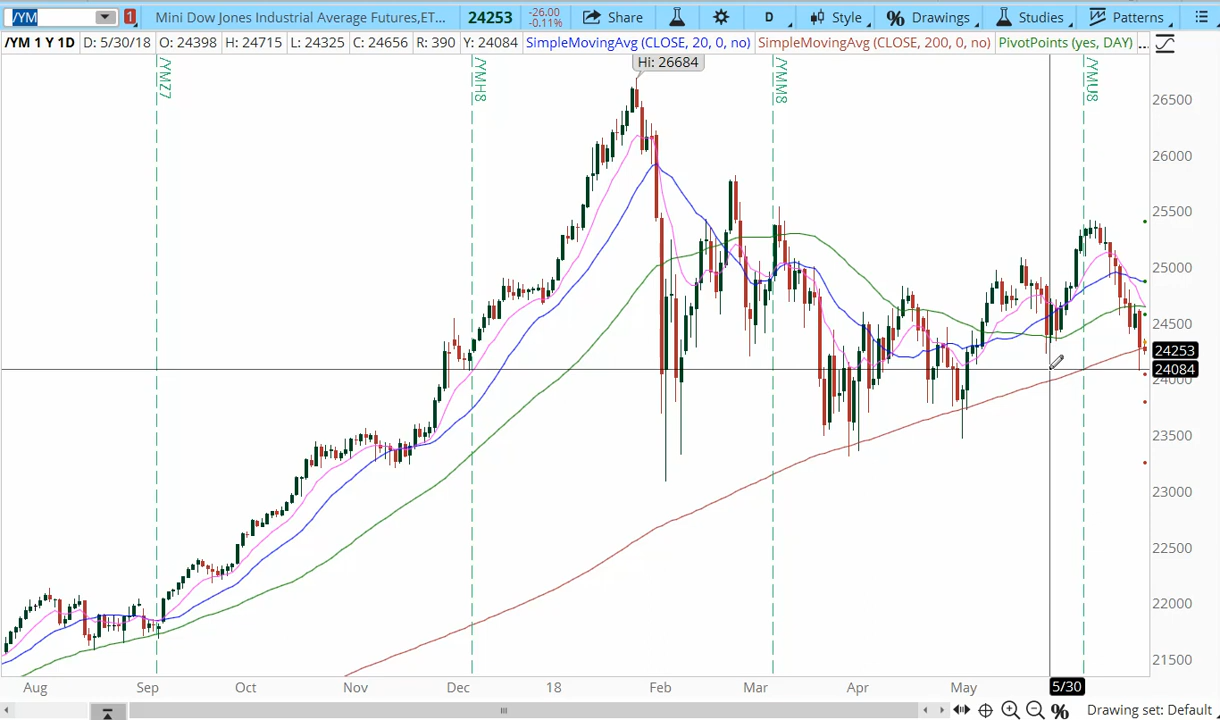 /YM 1 Mini Dow Jones Industrial Average Futures,ET... 24253 -26.00 -0.11% Share D Style % Drawings Studies Patterns
/YM 1 Y 1D D: 5/30/18 O: 24398 H: 24715 L: 24325 C: 24656 R: 390 Y: 24084 SimpleMovingAvg (CLOSE, 20, 0, no) SimpleMovingAvg (CLOSE, 200, 0, no) PivotPoints (yes, DAY) ...
Hi: 26684
/YMZ7 /YMH8 /YMM8 /YMU8
26500
26000
25500
25000
24500
24253
24084
24000
23500
23000
22500
22000
21500
Aug Sep Oct Nov Dec 18 Feb Mar Apr May 5/30
% Drawing set: Default